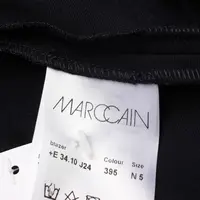 MARCCAIN
blazer Colour Size
+E 34.10 J24 395 N 5